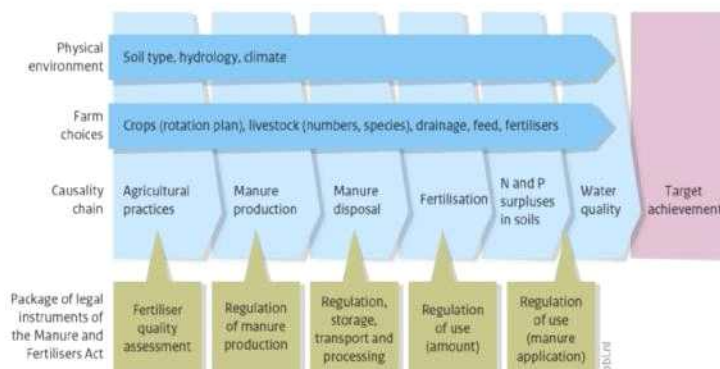 Physical
environment
Soil type, hydrology, climate
Farm
choices
Crops (rotation plan), livestock (numbers, species), drainage, feed, fertilisers
Causality
chain
Agricultural
practices
Manure
production
Manure
disposal
Fertilisation
N and P
surpluses
in soils
Water
quality
Target
achievement
Package of legal
instruments of
the Manure and
Fertilisers Act
Fertiliser
quality
assessment
Regulation
of manure
production
Regulation,
storage,
transport and
processing
Regulation
of use
(amount)
Regulation
of use
(manure
application)
pbl.nl